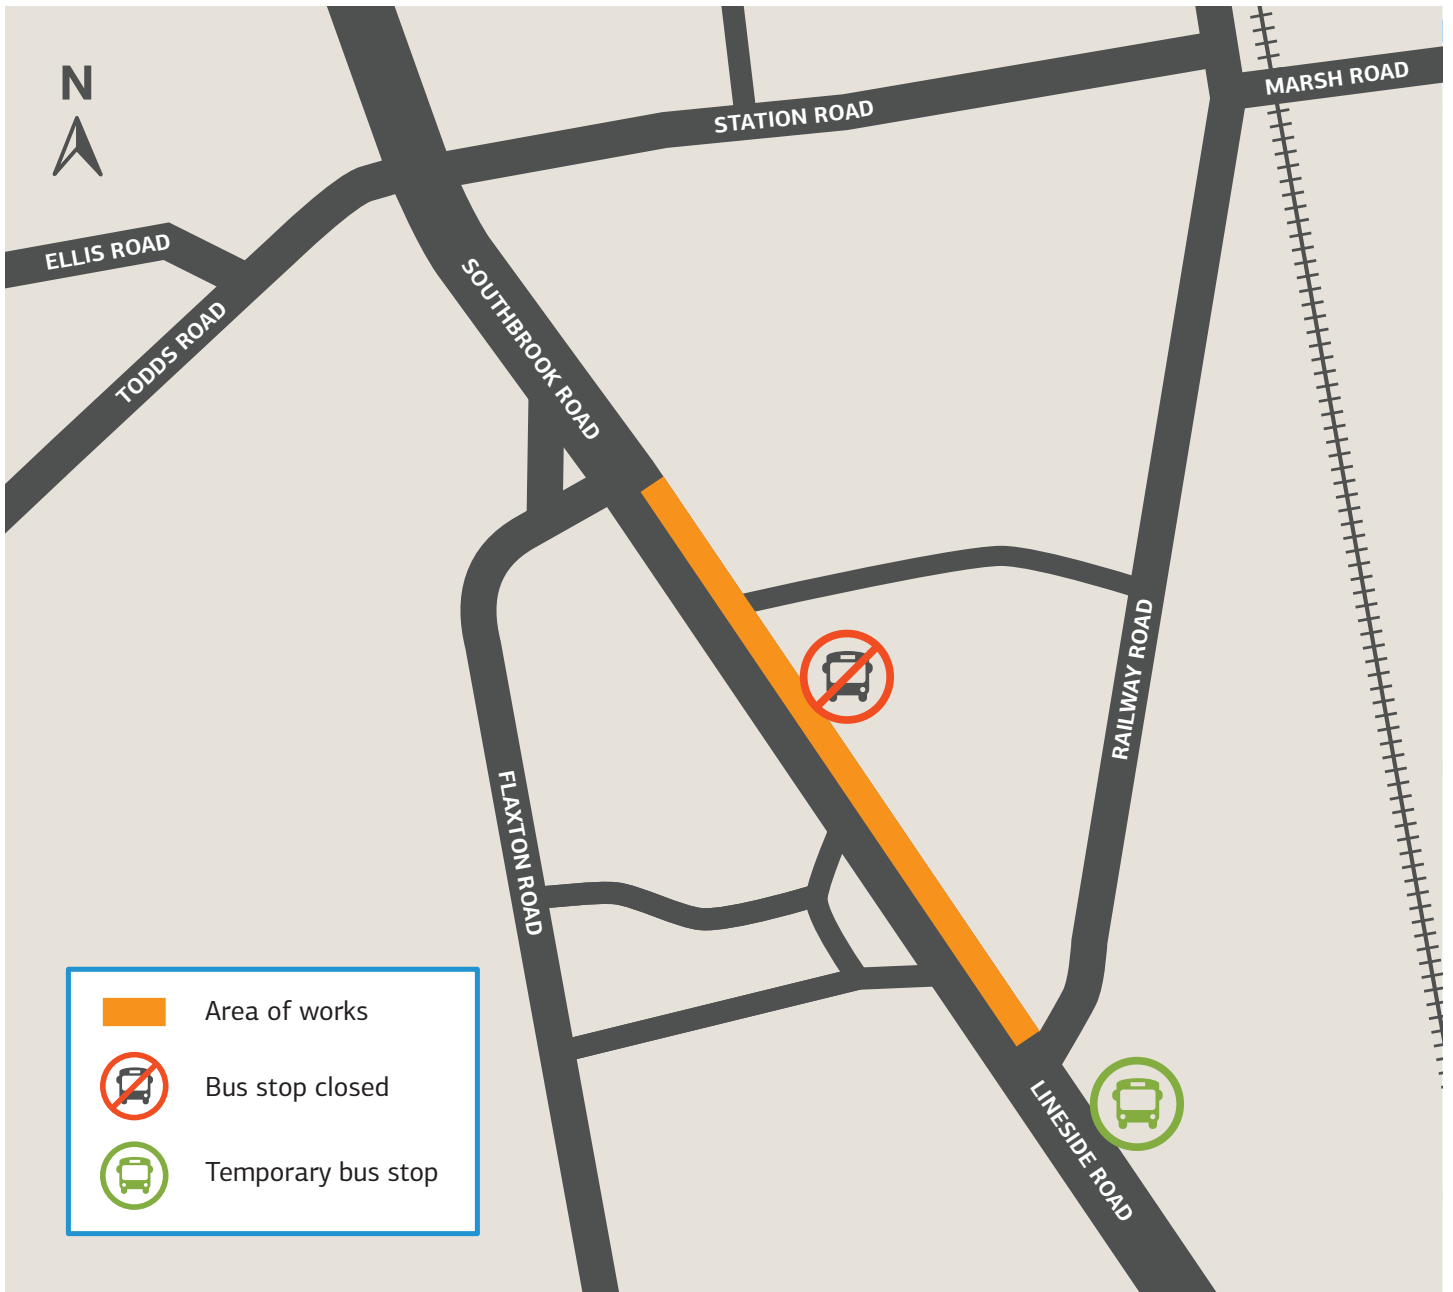 N
STATION ROAD
MARSH ROAD
ELLIS ROAD
TODDS ROAD
SOUTHBROOK ROAD
RAILWAY ROAD
FLAXTON ROAD
LINESIDE ROAD
Area of works
Bus stop closed
Temporary bus stop